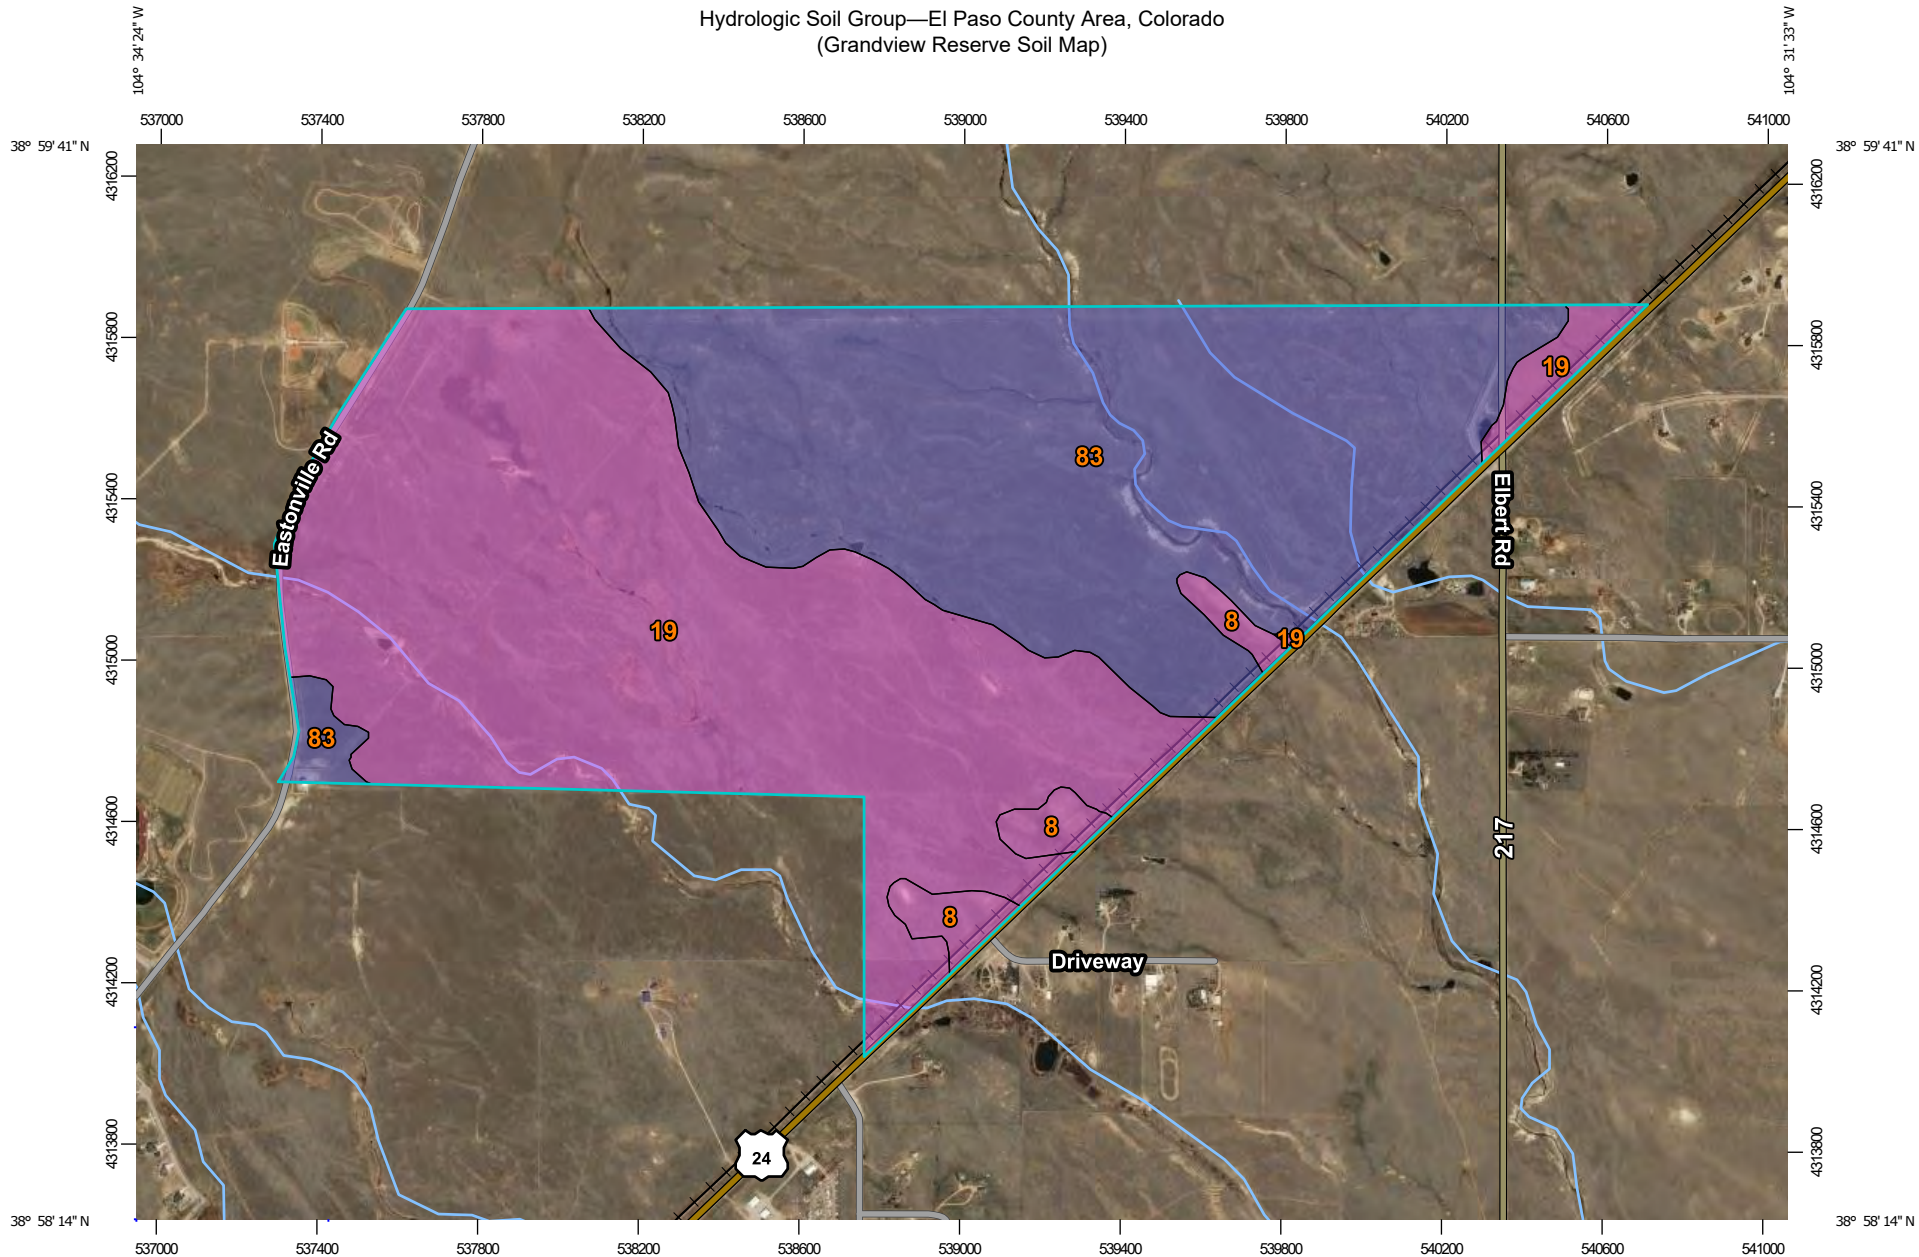 Hydrologic Soil Group—El Paso County Area, Colorado
(Grandview Reserve Soil Map)
104° 34' 24" W
104° 31' 33" W
537000 537400 537800 538200 538600 539000 539400 539800 540200 540600 541000
38° 59' 41" N
38° 59' 41" N
4316200
4316200
4315800
4315800
19
Eastonville Rd
83
4315400
4315400
Elbert Rd
19
8
19
4315000
4315000
83
8
4314600
4314600
217
8
Driveway
4314200
4314200
4313800
4313800
24
38° 58' 14" N
38° 58' 14" N
537000 537400 537800 538200 538600 539000 539400 539800 540200 540600 541000